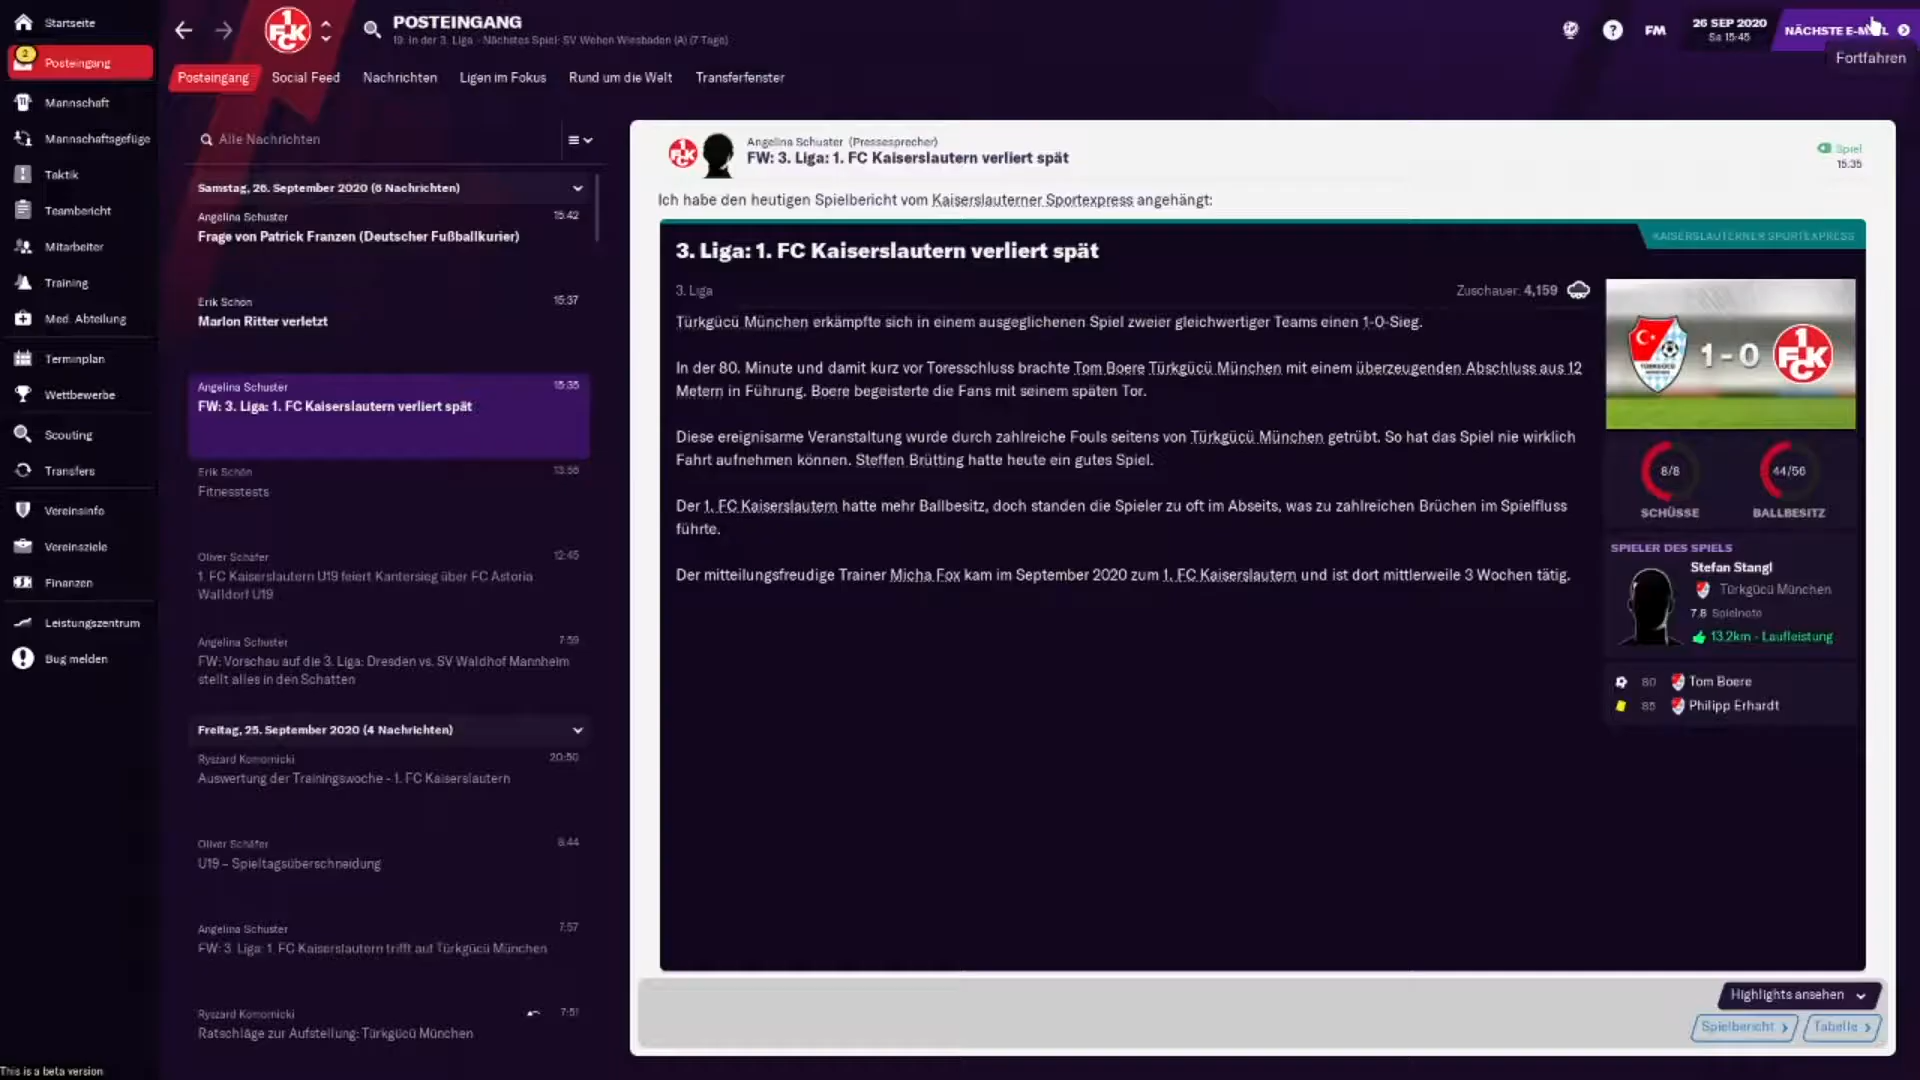 Startseite
2
Posteingang
Mannschaft
Mannschaftsgefüge
Taktik
Teambericht
Mitarbeiter
Training
Med. Abteilung
Terminplan
Wettbewerbe
Scouting
Transfers
Vereinsinfo
Vereinsziele
Finanzen
Leistungszentrum
Bug melden
This is a beta version
POSTEINGANG
19. in der 3. Liga - Nächstes Spiel: SV Wehen Wiesbaden (A) (7 Tage)
FM
26 SEP 2020
Sa 15:45
NÄCHSTE
Fortfahren
Posteingang Social Feed Nachrichten Ligen im Fokus Rund um die Welt Transferfenster
Alle Nachrichten
Samstag, 26. September 2020 (6 Nachrichten)
Angelina Schuster 15:42
Frage von Patrick Franzen (Deutscher Fußballkurier)
Erik Schön 15:37
Marlon Ritter verletzt
Angelina Schuster 15:35
FW: 3. Liga: 1. FC Kaiserslautern verliert spät
Erik Schön
Fitnesstests
Oliver Schäfer 12:45
1. FC Kaiserslautern U19 feiert Kantersieg über FC Astoria
Walldorf U19
Angelina Schuster 7:59
FW: Vorschau auf die 3. Liga: Dresden vs. SV Waldhof Mannheim
stellt alles in den Schatten
Freitag, 25. September 2020 (4 Nachrichten)
Ryszard Komornicki 20:50
Auswertung der Trainingswoche - 1. FC Kaiserslautern
Oliver Schäfer 8:44
U19 – Spieltagsüberschneidung
Angelina Schuster 7:57
FW: 3. Liga: 1. FC Kaiserslautern trifft auf Türkgücü München
Ryszard Komornicki 7:51
Ratschläge zur Aufstellung: Türkgücü München
Angelina Schuster (Pressesprecher)
FW: 3. Liga: 1. FC Kaiserslautern verliert spät
Spiel
15:35
Ich habe den heutigen Spielbericht vom Kaiserslauterner Sportexpress angehängt:
KAISERSLAUTERNER SPORTEXPRESS
3. Liga: 1. FC Kaiserslautern verliert spät
3. Liga
Zuschauer: 4,159
Türkgücü München erkämpfte sich in einem ausgeglichenen Spiel zweier gleichwertiger Teams einen 1-0-Sieg.
In der 80. Minute und damit kurz vor Toresschluss brachte Tom Boere Türkgücü München mit einem überzeugenden Abschluss aus 12
Metern in Führung. Boere begeisterte die Fans mit seinem späten Tor.
Diese ereignisarme Veranstaltung wurde durch zahlreiche Fouls seitens von Türkgücü München getrübt. So hat das Spiel nie wirklich
Fahrt aufnehmen können. Steffen Brütting hatte heute ein gutes Spiel.
Der 1. FC Kaiserslautern hatte mehr Ballbesitz, doch standen die Spieler zu oft im Abseits, was zu zahlreichen Brüchen im Spielfluss
führte.
Der mitteilungsfreudige Trainer Micha Fox kam im September 2020 zum 1. FC Kaiserslautern und ist dort mittlerweile 3 Wochen tätig.
1 - 0
8/8
SCHÜSSE
44/56
BALLBESITZ
SPIELER DES SPIELS
Stefan Stangl
Türkgücü München
7.8 Spielnote
13.2km - Laufleistung
80 Tom Boere
85 Philipp Erhardt
Highlights ansehen
Spielbericht
Tabelle